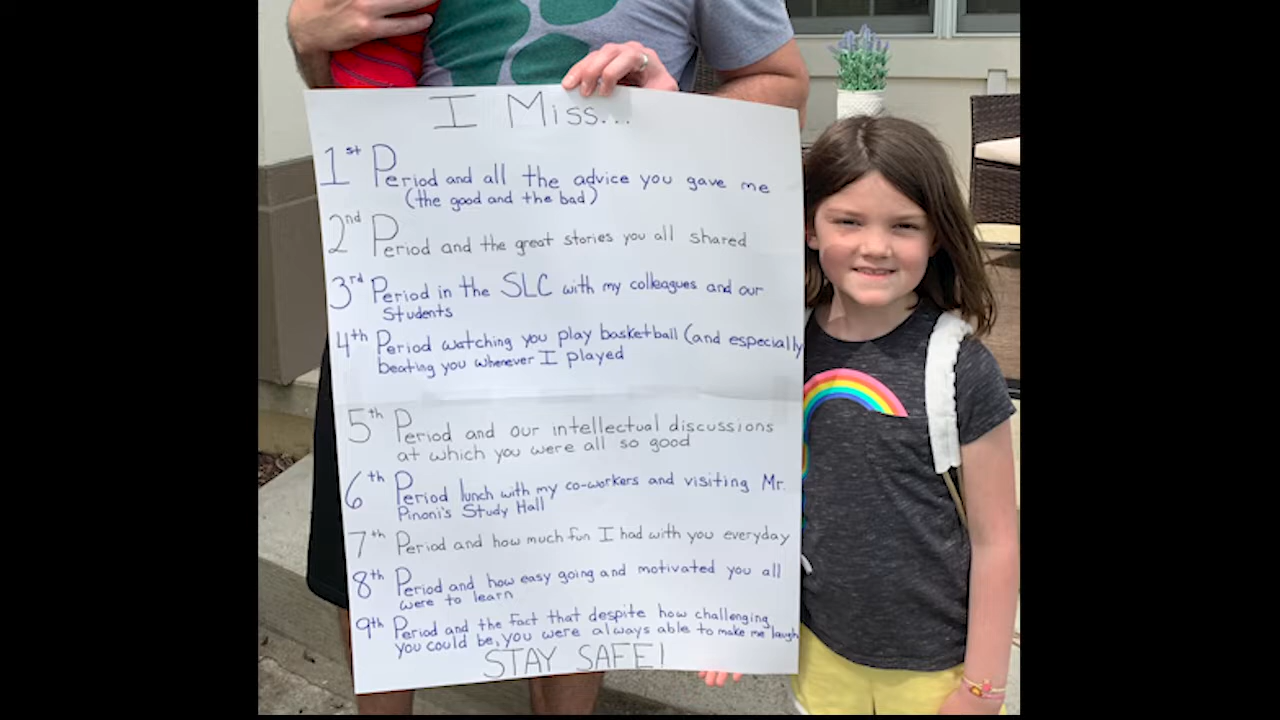 I Miss...
1st Period and all the advice you gave me
(the good and the bad)
2nd Period and the great stories you all shared
3rd Period in the SLC with my colleagues and our
Students
4th Period watching you play basketball (and especially
beating you whenever I played
5th Period and our intellectual discussions
at which you were all so good
6th Period lunch with my co-workers and visiting Mr.
Pinoni's Study Hall
7th Period and how much fun I had with you everyday
8th Period and how easy going and motivated you all
were to learn
9th Period and the fact that despite how challenging
you could be, you were always able to make me laugh
STAY SAFE!